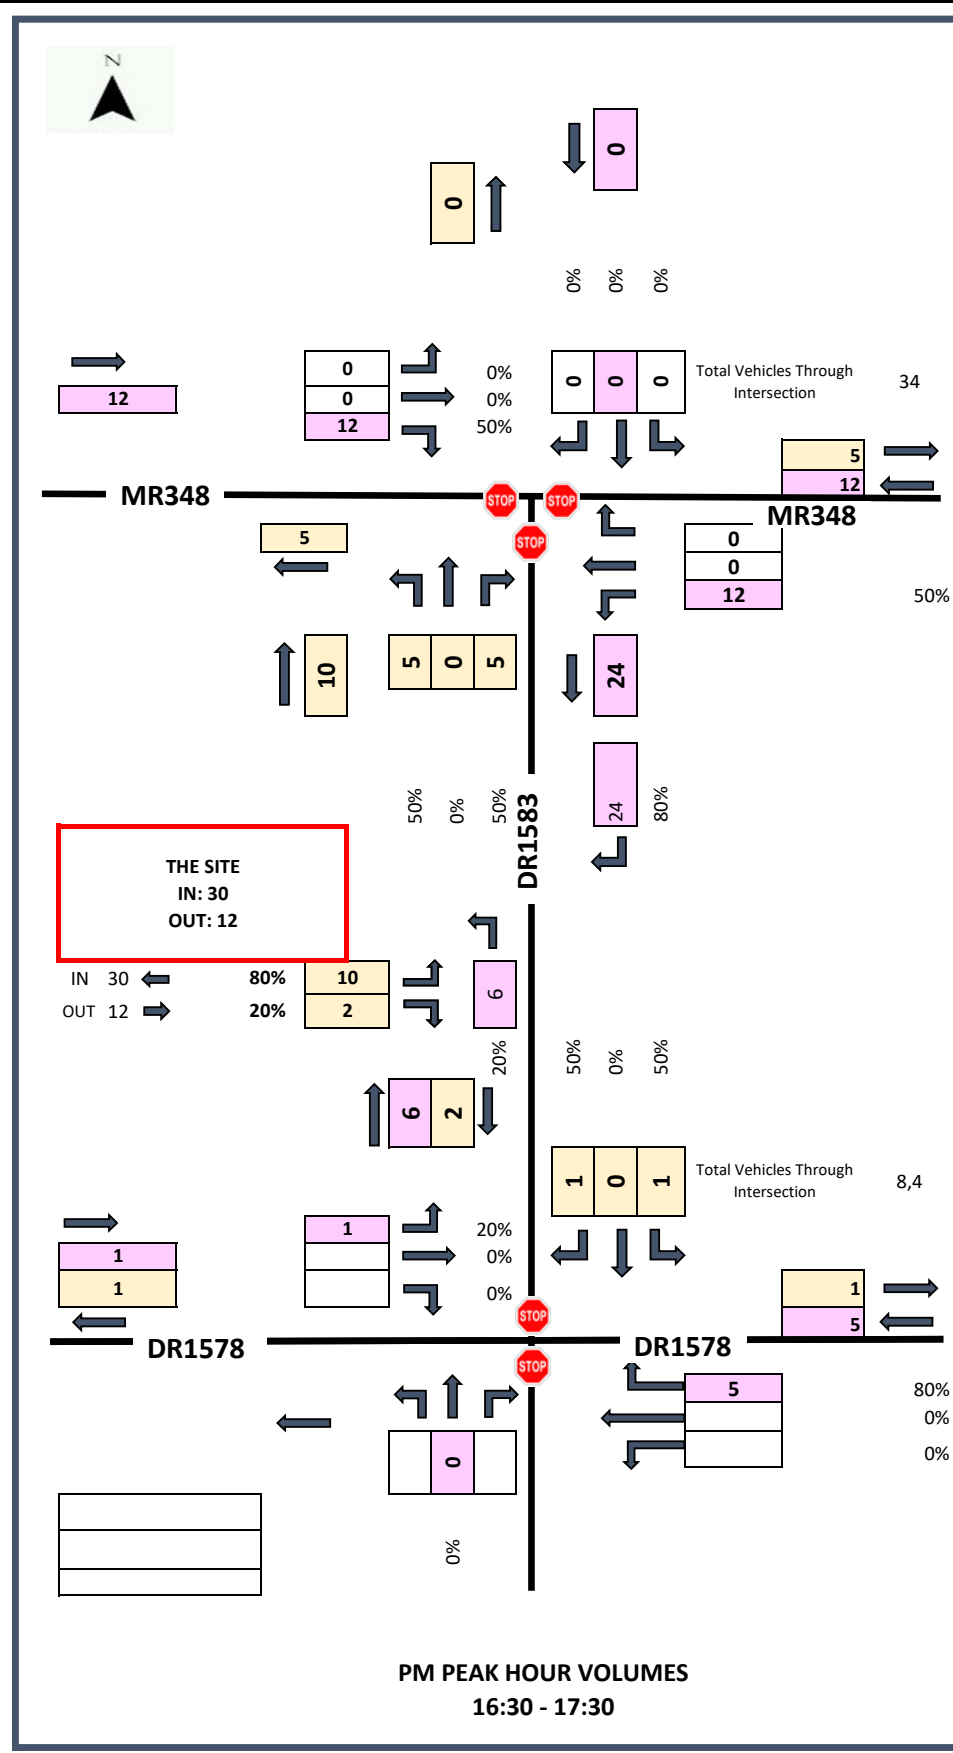 N
0
0
0% 0% 0%
0
0% 0 0 0 Total Vehicles Through
Intersection 34
12
0 0%
12 50%
5
12
MR348 STOP STOP MR348
STOP
5
0
0
12 50%
10
5 0 5
24
24 80%
50% 0% 50%
DR1583
THE SITE
IN: 30
OUT: 12
IN 30 80% 10
OUT 12 20% 2
6
20% 50% 0% 50%
6 2
1 0 1 Total Vehicles Through
Intersection 8,4
1 20%
1 0%
1 0%
1
5
STOP
DR1578 DR1578
STOP
5 80%
0%
0%
0
0%
PM PEAK HOUR VOLUMES
16:30 - 17:30